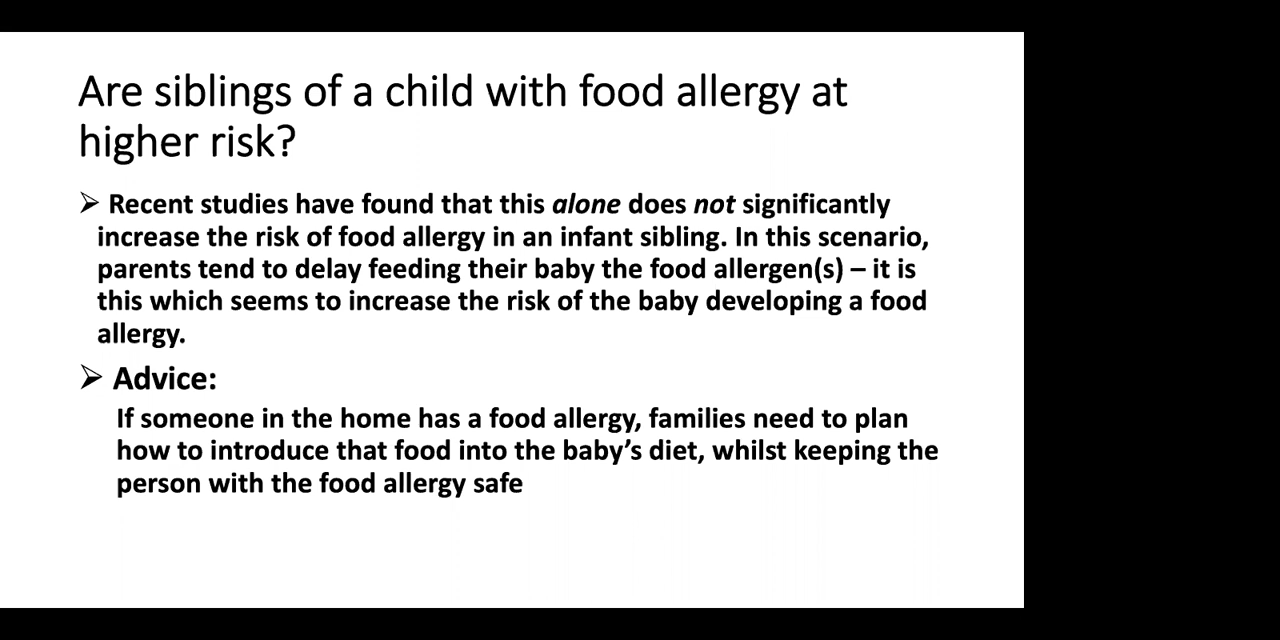 Are siblings of a child with food allergy at
higher risk?
➢ Recent studies have found that this alone does not significantly
increase the risk of food allergy in an infant sibling. In this scenario,
parents tend to delay feeding their baby the food allergen(s) – it is
this which seems to increase the risk of the baby developing a food
allergy.
➢ Advice:
If someone in the home has a food allergy, families need to plan
how to introduce that food into the baby’s diet, whilst keeping the
person with the food allergy safe